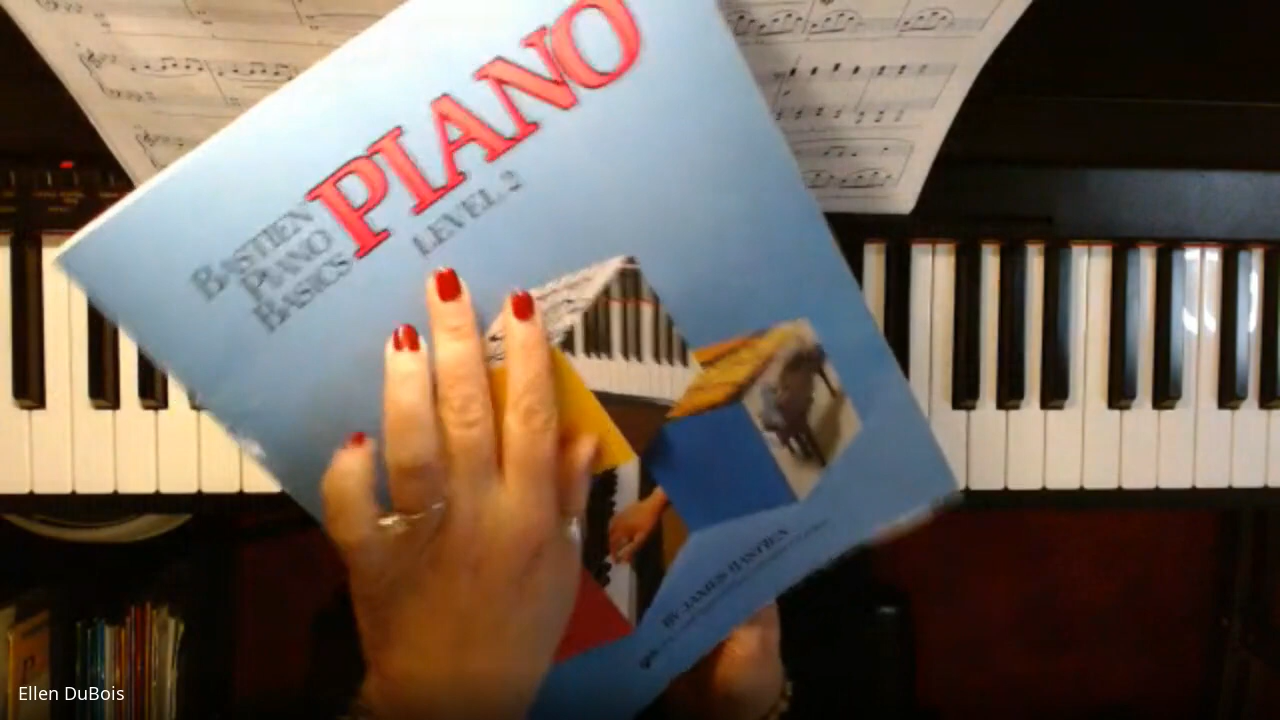 PIANO
BASTIEN
PIANO
BASICS
LEVEL 2
BY JAMES BASTIEN
Ellen DuBois